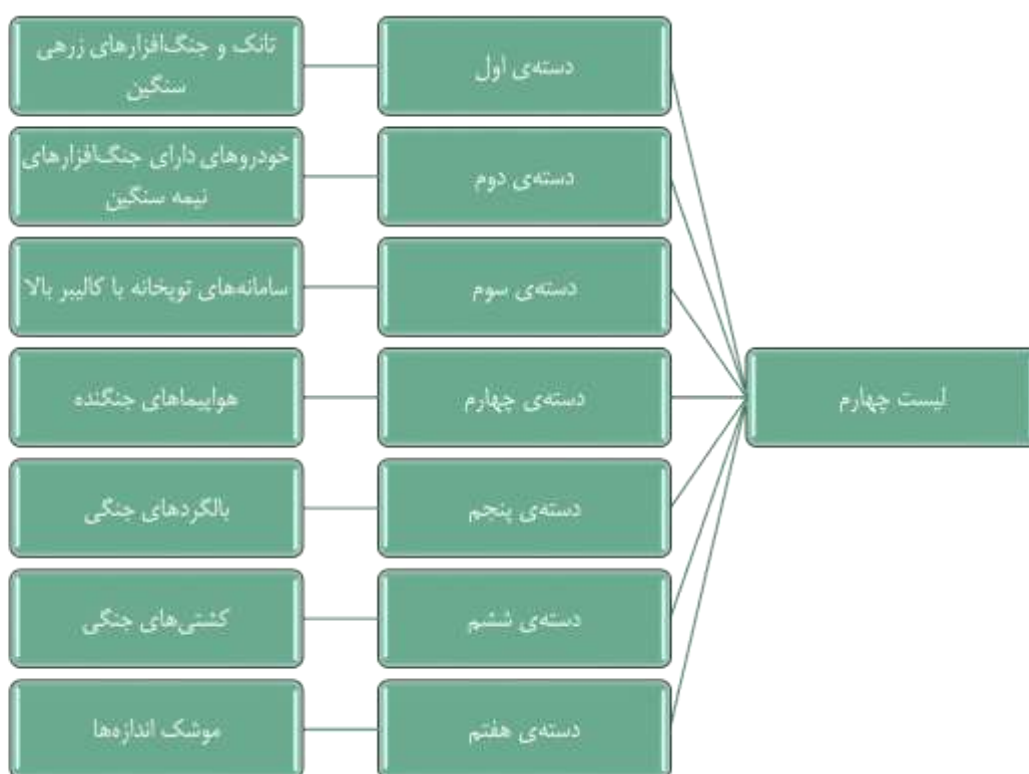 لیست چهارم
دسته‌ی اول
تانک و جنگ‌افزارهای زرهی
سنگین
دسته‌ی دوم
خودروهای دارای جنگ‌افزارهای
نیمه سنگین
دسته‌ی سوم
سامانه‌های توپخانه با کالیبر بالا
دسته‌ی چهارم
هواپیماهای جنگنده
دسته‌ی پنجم
بالگردهای جنگی
دسته‌ی ششم
کشتی‌های جنگی
دسته‌ی هفتم
موشک اندازه‌ها